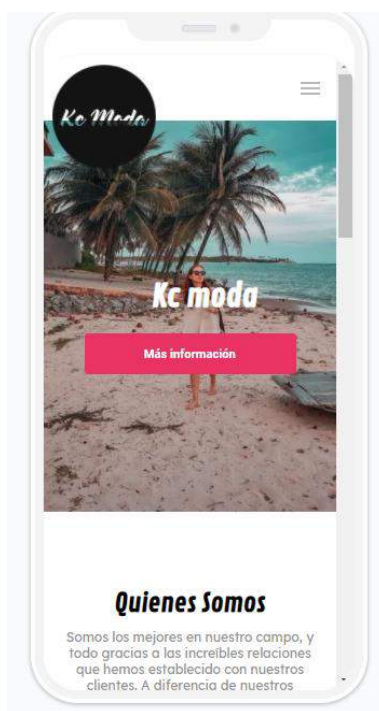 Kc Moda
Kc moda
Más información
Quienes Somos
Somos los mejores en nuestro campo, y
todo gracias a las increíbles relaciones
que hemos establecido con nuestros
clientes. A diferencia de nuestros